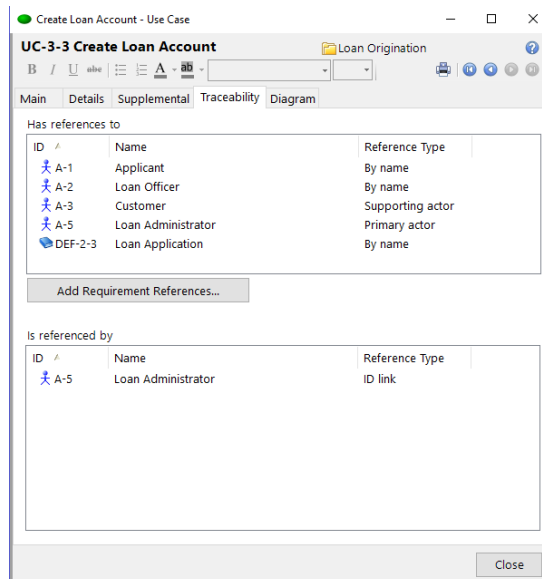 Create Loan Account - Use Case
UC-3-3 Create Loan Account Loan Origination
B I U abc A ab
Main Details Supplemental Traceability Diagram
Has references to
ID Name Reference Type
A-1 Applicant By name
A-2 Loan Officer By name
A-3 Customer Supporting actor
A-5 Loan Administrator Primary actor
DEF-2-3 Loan Application By name
Add Requirement References...
Is referenced by
ID Name Reference Type
A-5 Loan Administrator ID link
Close